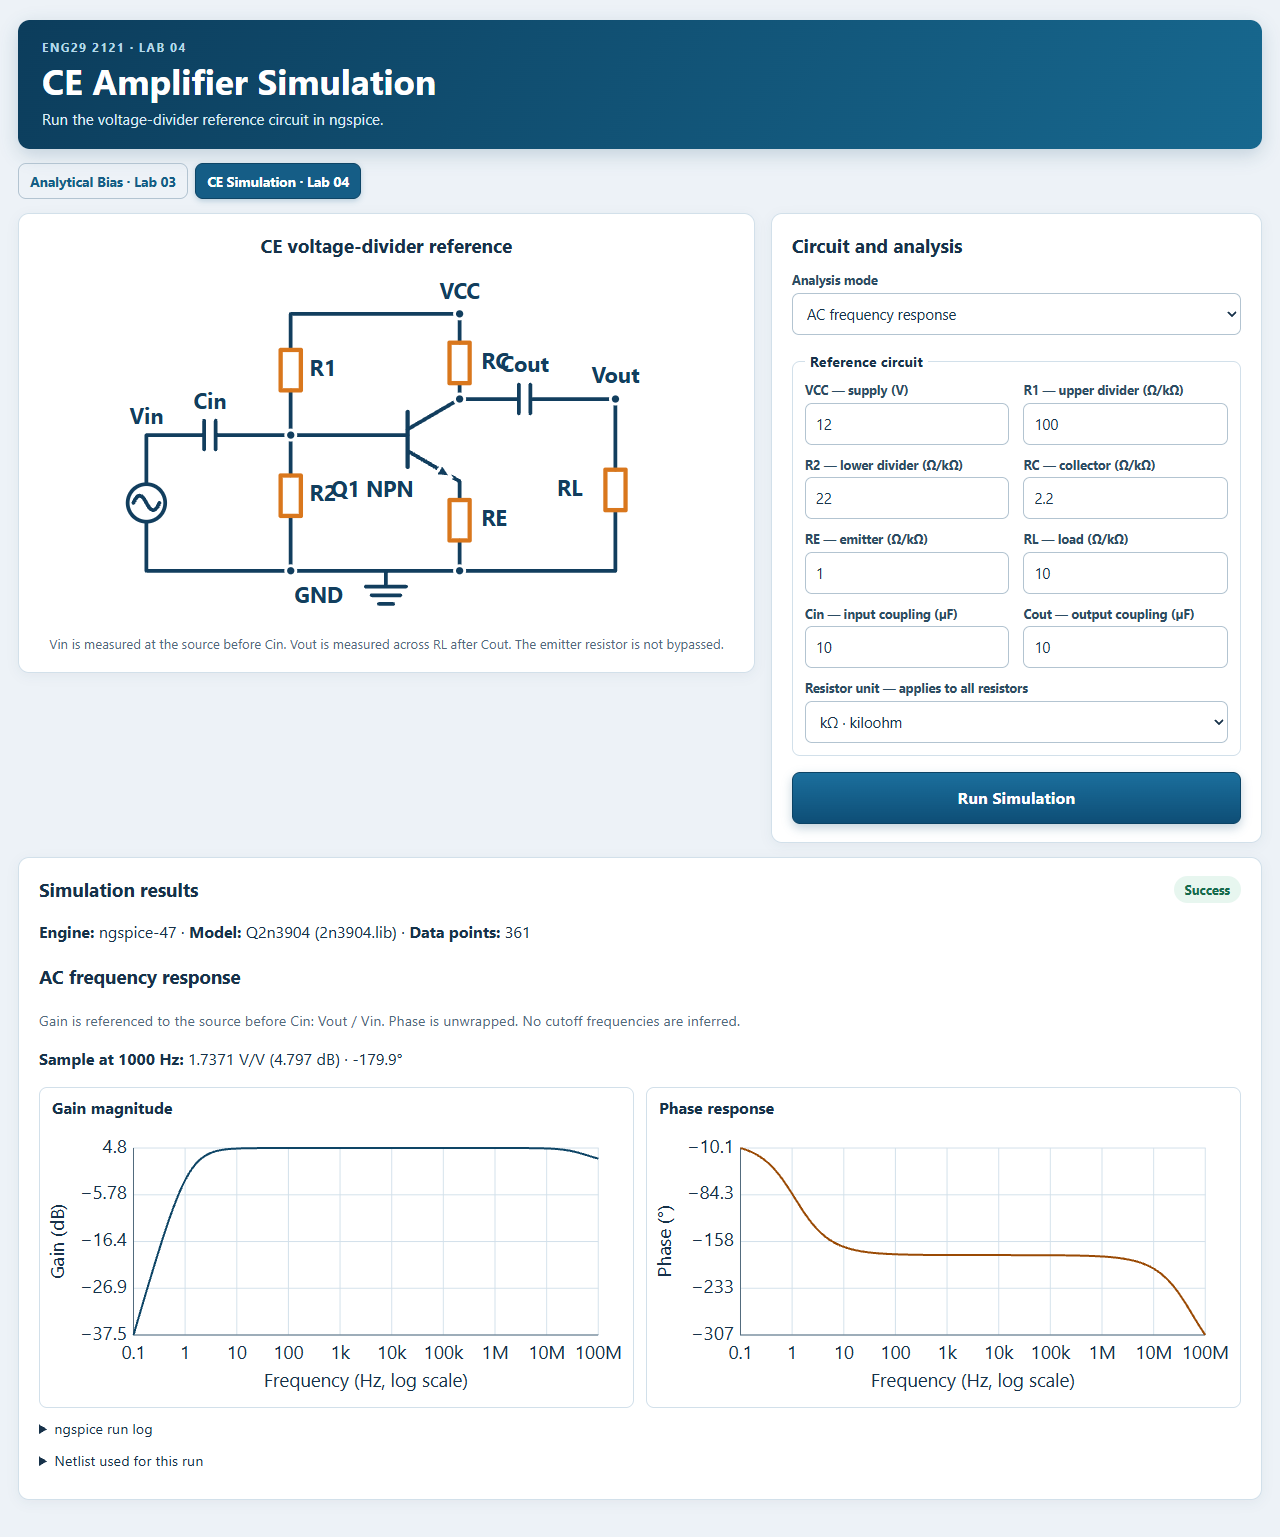 ENG29 2121 · LAB 04
CE Amplifier Simulation
Run the voltage-divider reference circuit in ngspice.
Analytical Bias · Lab 03
CE Simulation · Lab 04
CE voltage-divider reference
VCC
R1
RC
Cout
Vout
Cin
Vin
R2
Q1 NPN
RL
RE
GND
Vin is measured at the source before Cin. Vout is measured across RL after Cout. The emitter resistor is not bypassed.
Circuit and analysis
Analysis mode
AC frequency response
Reference circuit
VCC — supply (V)
12
R1 — upper divider (Ω/kΩ)
100
R2 — lower divider (Ω/kΩ)
22
RC — collector (Ω/kΩ)
2.2
RE — emitter (Ω/kΩ)
1
RL — load (Ω/kΩ)
10
Cin — input coupling (µF)
10
Cout — output coupling (µF)
10
Resistor unit — applies to all resistors
kΩ · kiloohm
Run Simulation
Simulation results
Success
Engine: ngspice-47 · Model: Q2n3904 (2n3904.lib) · Data points: 361
AC frequency response
Gain is referenced to the source before Cin: Vout / Vin. Phase is unwrapped. No cutoff frequencies are inferred.
Sample at 1000 Hz: 1.7371 V/V (4.797 dB) · -179.9°
Gain magnitude
4.8
−5.78
−16.4
−26.9
−37.5
Gain (dB)
0.1 1 10 100 1k 10k 100k 1M 10M 100M
Frequency (Hz, log scale)
Phase response
−10.1
−84.3
−158
−233
−307
Phase (°)
0.1 1 10 100 1k 10k 100k 1M 10M 100M
Frequency (Hz, log scale)
ngspice run log
Netlist used for this run